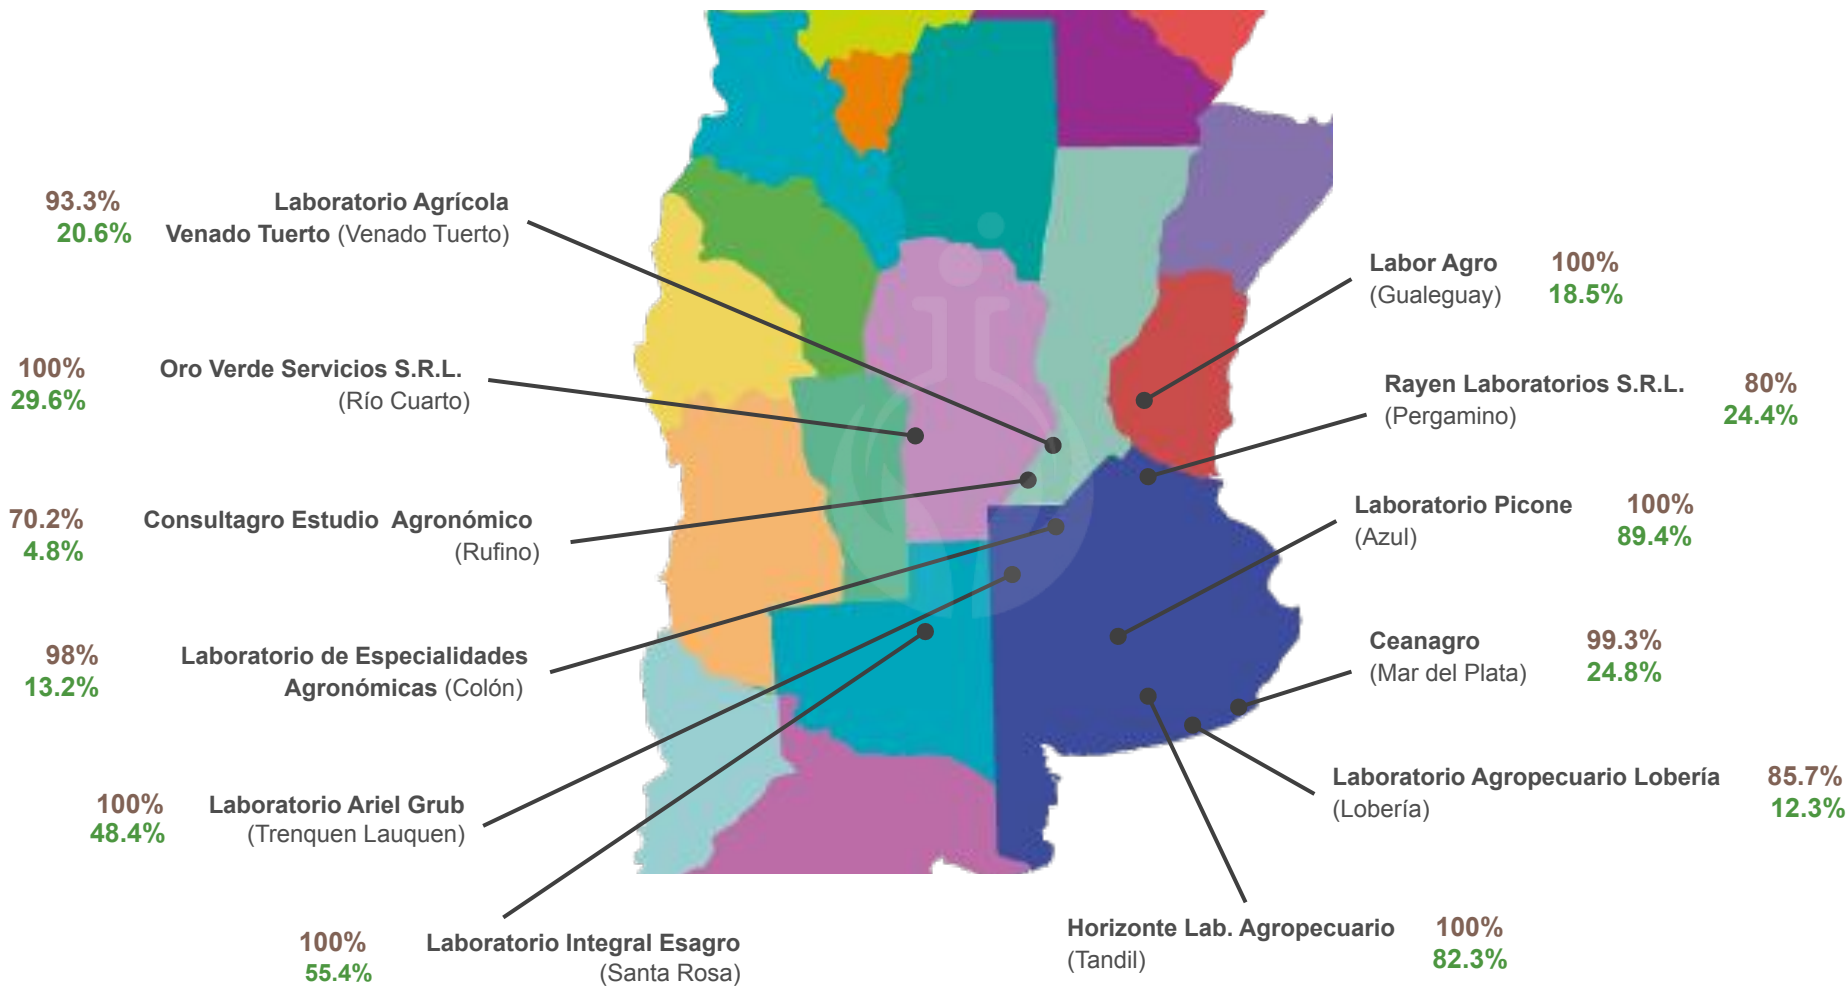 93.3%
20.6%
Laboratorio Agrícola
Venado Tuerto (Venado Tuerto)
100%
29.6%
Oro Verde Servicios S.R.L.
(Río Cuarto)
70.2%
4.8%
Consultagro Estudio Agronómico
(Rufino)
98%
13.2%
Laboratorio de Especialidades
Agronómicas (Colón)
100%
48.4%
Laboratorio Ariel Grub
(Trenquen Lauquen)
100%
55.4%
Laboratorio Integral Esagro
(Santa Rosa)
Labor Agro
(Gualeguay)
100%
18.5%
Rayen Laboratorios S.R.L.
(Pergamino)
80%
24.4%
Laboratorio Picone
(Azul)
100%
89.4%
Ceanagro
(Mar del Plata)
99.3%
24.8%
Laboratorio Agropecuario Lobería
(Lobería)
85.7%
12.3%
Horizonte Lab. Agropecuario
(Tandil)
100%
82.3%